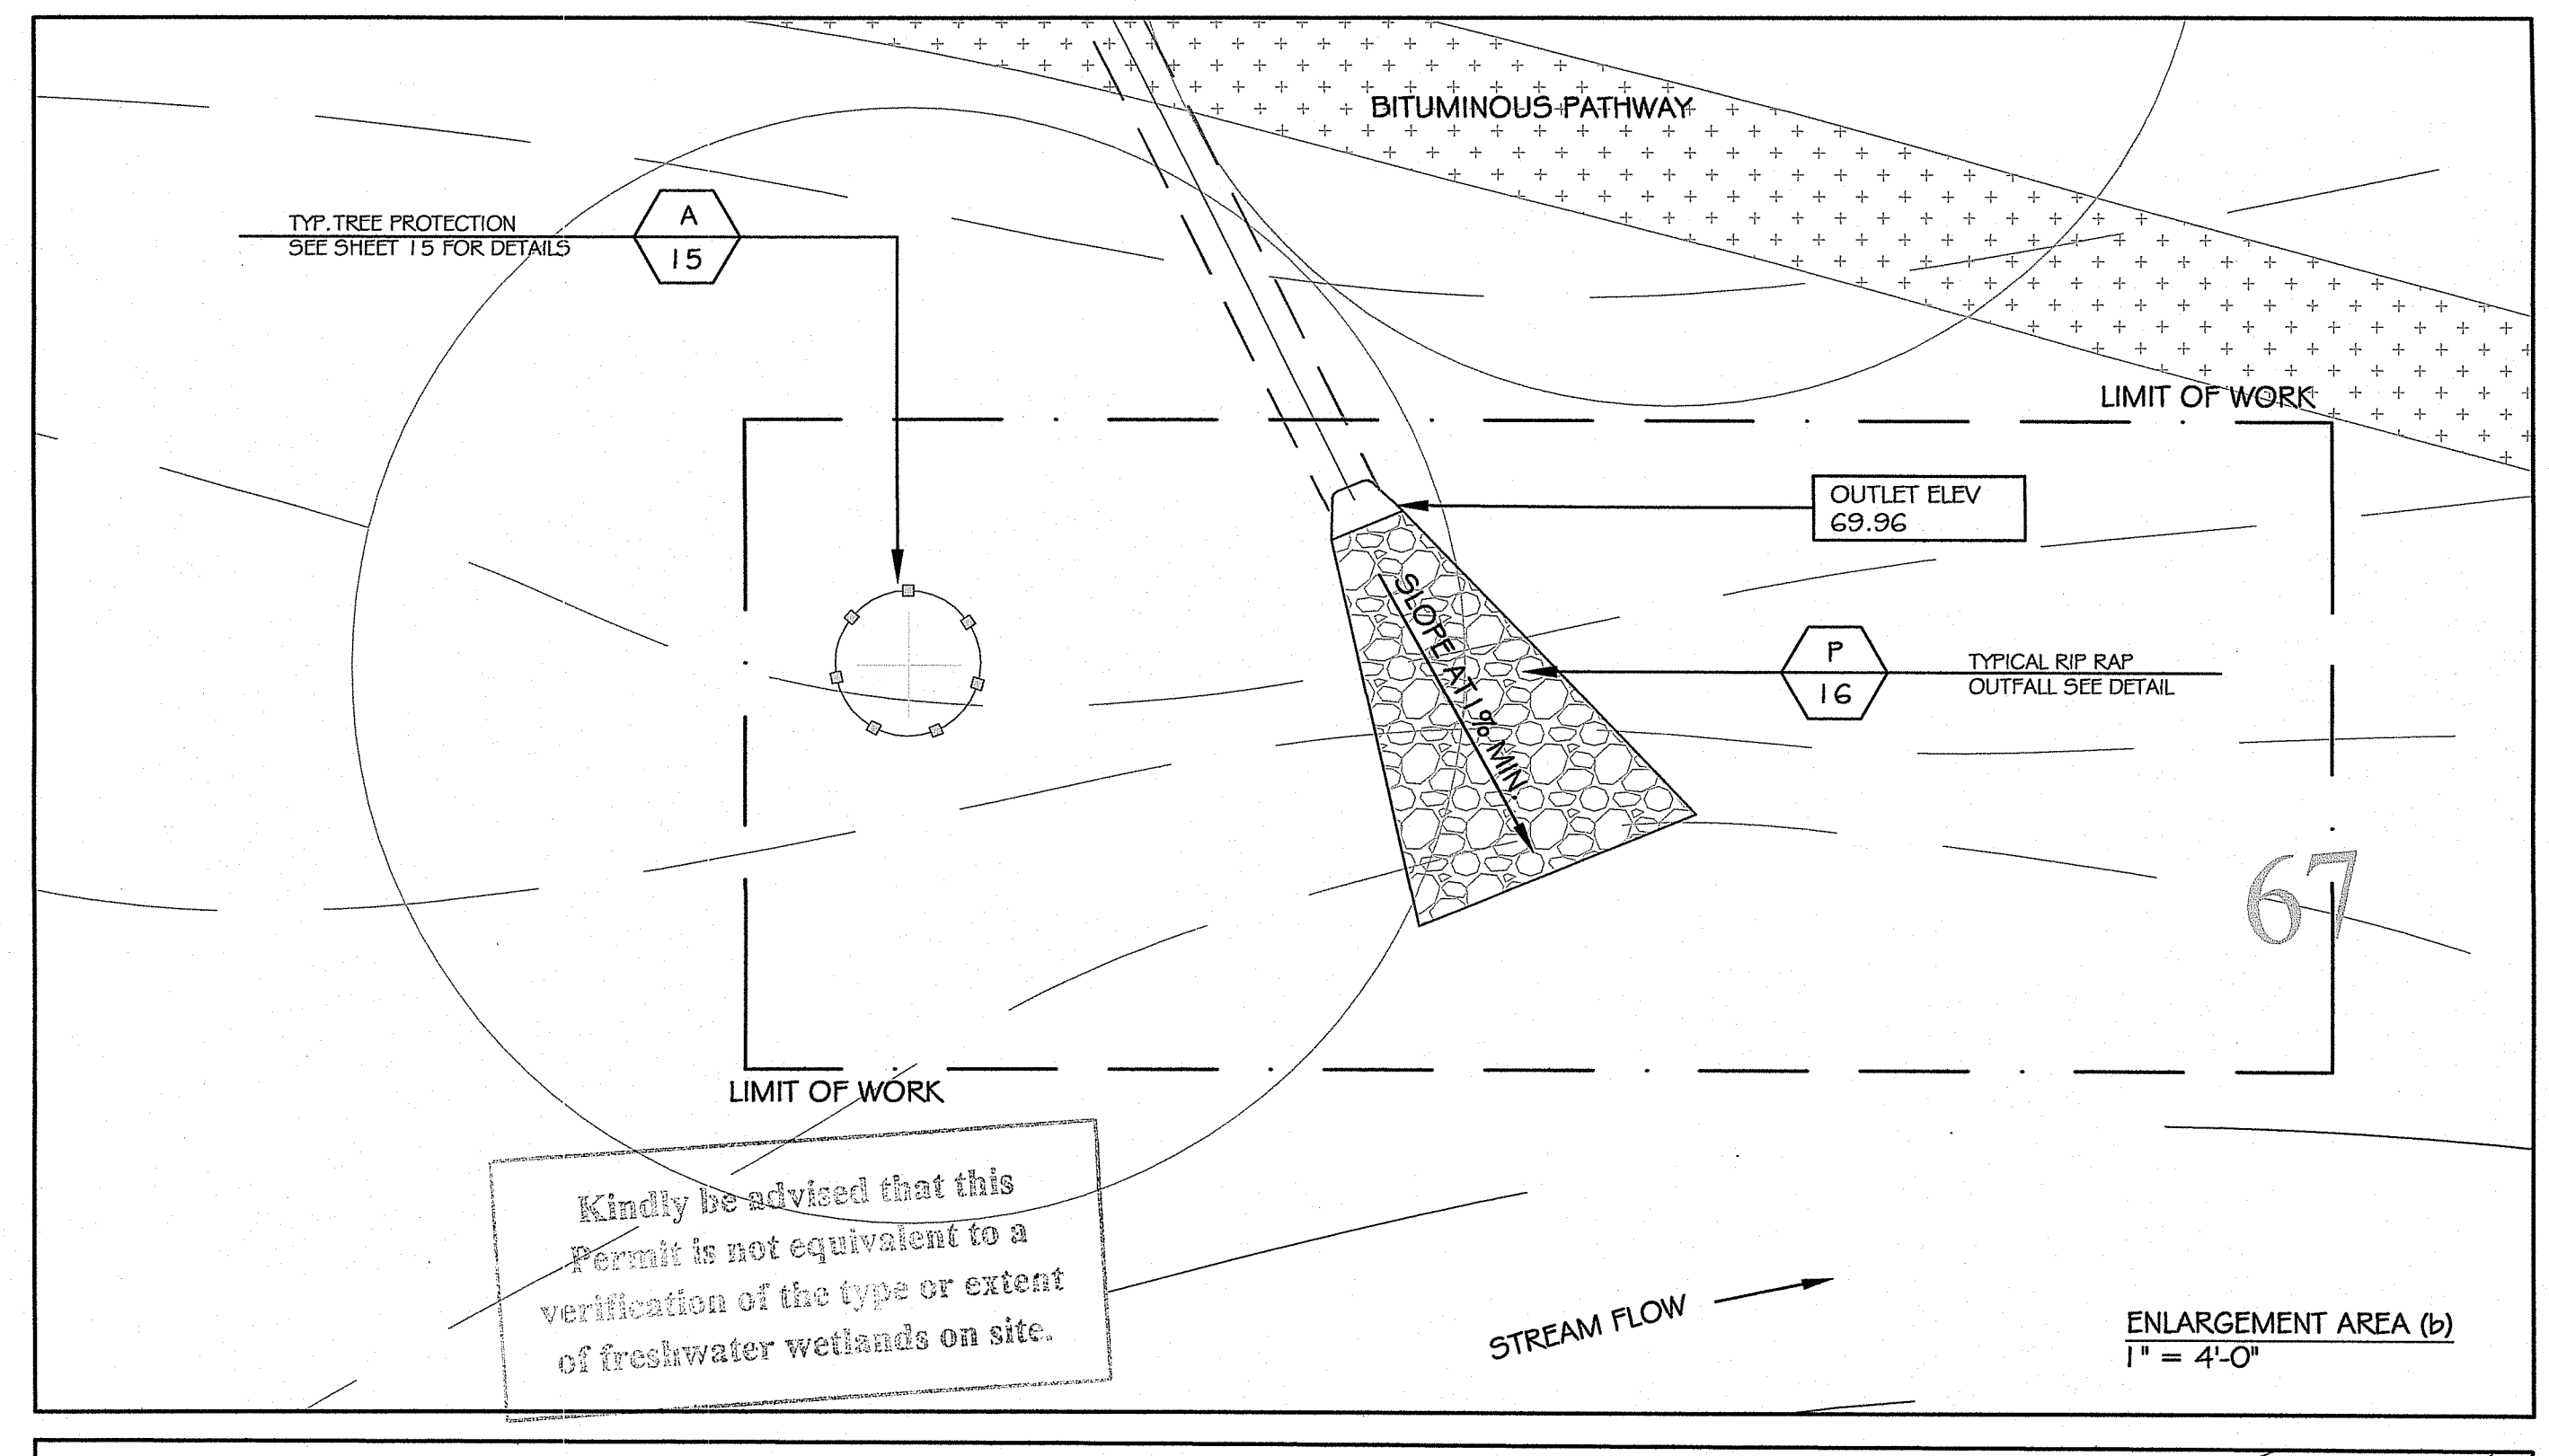 BITUMINOUS PATHWAY
TYP. TREE PROTECTION
SEE SHEET 15 FOR DETAILS
A
15
LIMIT OF WORK
OUTLET ELEV
69.96
SLOPE AT 1% MIN.
P
16
TYPICAL RIP RAP
OUTFALL SEE DETAIL
67
LIMIT OF WORK
Kindly be advised that this
Permit is not equivalent to a
verification of the type or extent
of freshwater wetlands on site.
STREAM FLOW
ENLARGEMENT AREA (b)
1" = 4'-0"